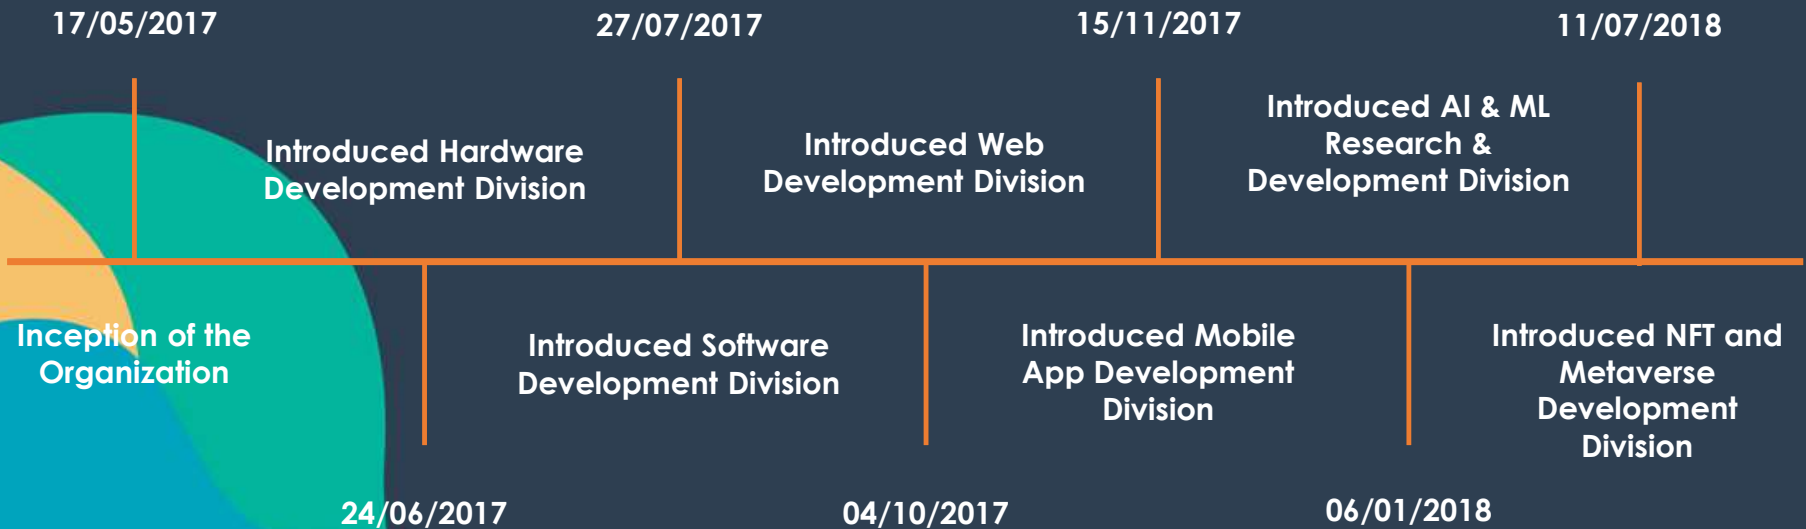 17/05/2017
27/07/2017
15/11/2017
11/07/2018
Introduced Hardware
Development Division
Introduced Web
Development Division
Introduced AI & ML
Research &
Development Division
Inception of the
Organization
Introduced Software
Development Division
Introduced Mobile
App Development
Division
Introduced NFT and
Metaverse
Development
Division
24/06/2017
04/10/2017
06/01/2018